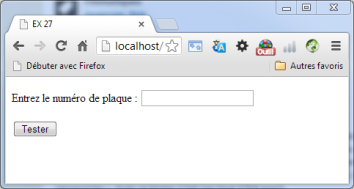 EX 27
localhost/
Débuter avec Firefox
Autres favoris
Entrez le numéro de plaque :
Tester